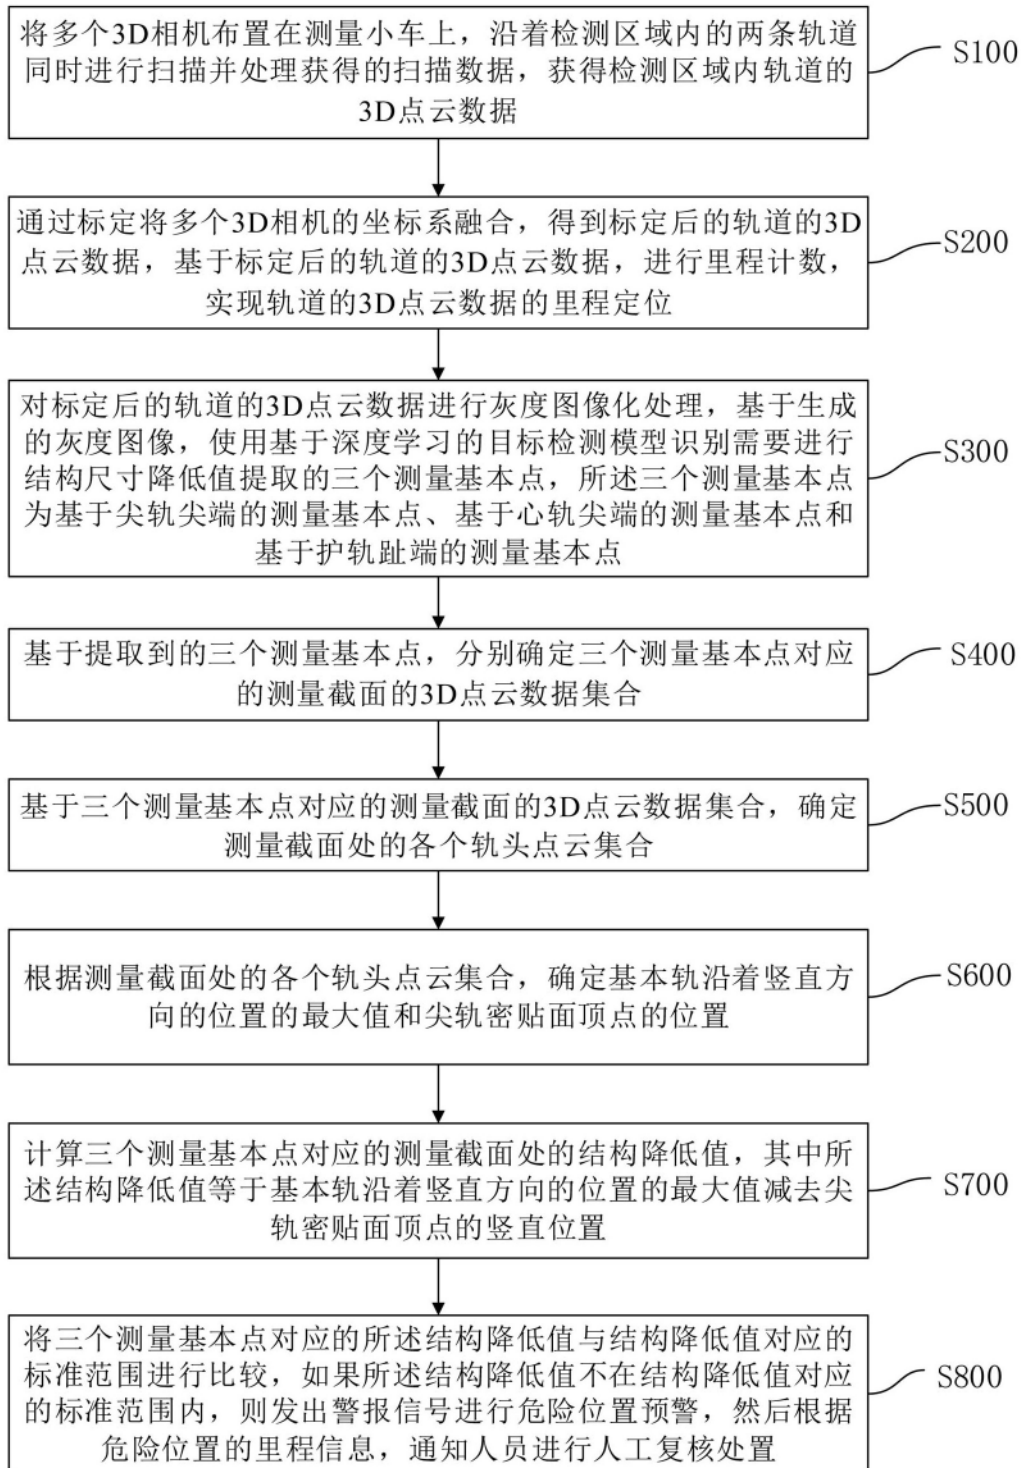 将多个3D相机布置在测量小车上，沿着检测区域内的两条轨道
同时进行扫描并处理获得的扫描数据，获得检测区域内轨道的
3D点云数据
S100
通过标定将多个3D相机的坐标系融合，得到标定后的轨道的3D
点云数据，基于标定后的轨道的3D点云数据，进行里程计数，
实现轨道的3D点云数据的里程定位
S200
对标定后的轨道的3D点云数据进行灰度图像化处理，基于生成
的灰度图像，使用基于深度学习的目标检测模型识别需要进行
结构尺寸降低值提取的三个测量基本点，所述三个测量基本点
为基于尖轨尖端的测量基本点、基于心轨尖端的测量基本点和
基于护轨趾端的测量基本点
S300
基于提取到的三个测量基本点，分别确定三个测量基本点对应
的测量截面的3D点云数据集合
S400
基于三个测量基本点对应的测量截面的3D点云数据集合，确定
测量截面处的各个轨头点云集合
S500
根据测量截面处的各个轨头点云集合，确定基本轨沿着竖直方
向的位置的最大值和尖轨密贴面顶点的位置
S600
计算三个测量基本点对应的测量截面处的结构降低值，其中所
述结构降低值等于基本轨沿着竖直方向的位置的最大值减去尖
轨密贴面顶点的竖直位置
S700
将三个测量基本点对应的所述结构降低值与结构降低值对应的
标准范围进行比较，如果所述结构降低值不在结构降低值对应
的标准范围内，则发出警报信号进行危险位置预警，然后根据
危险位置的里程信息，通知人员进行人工复核处置
S800